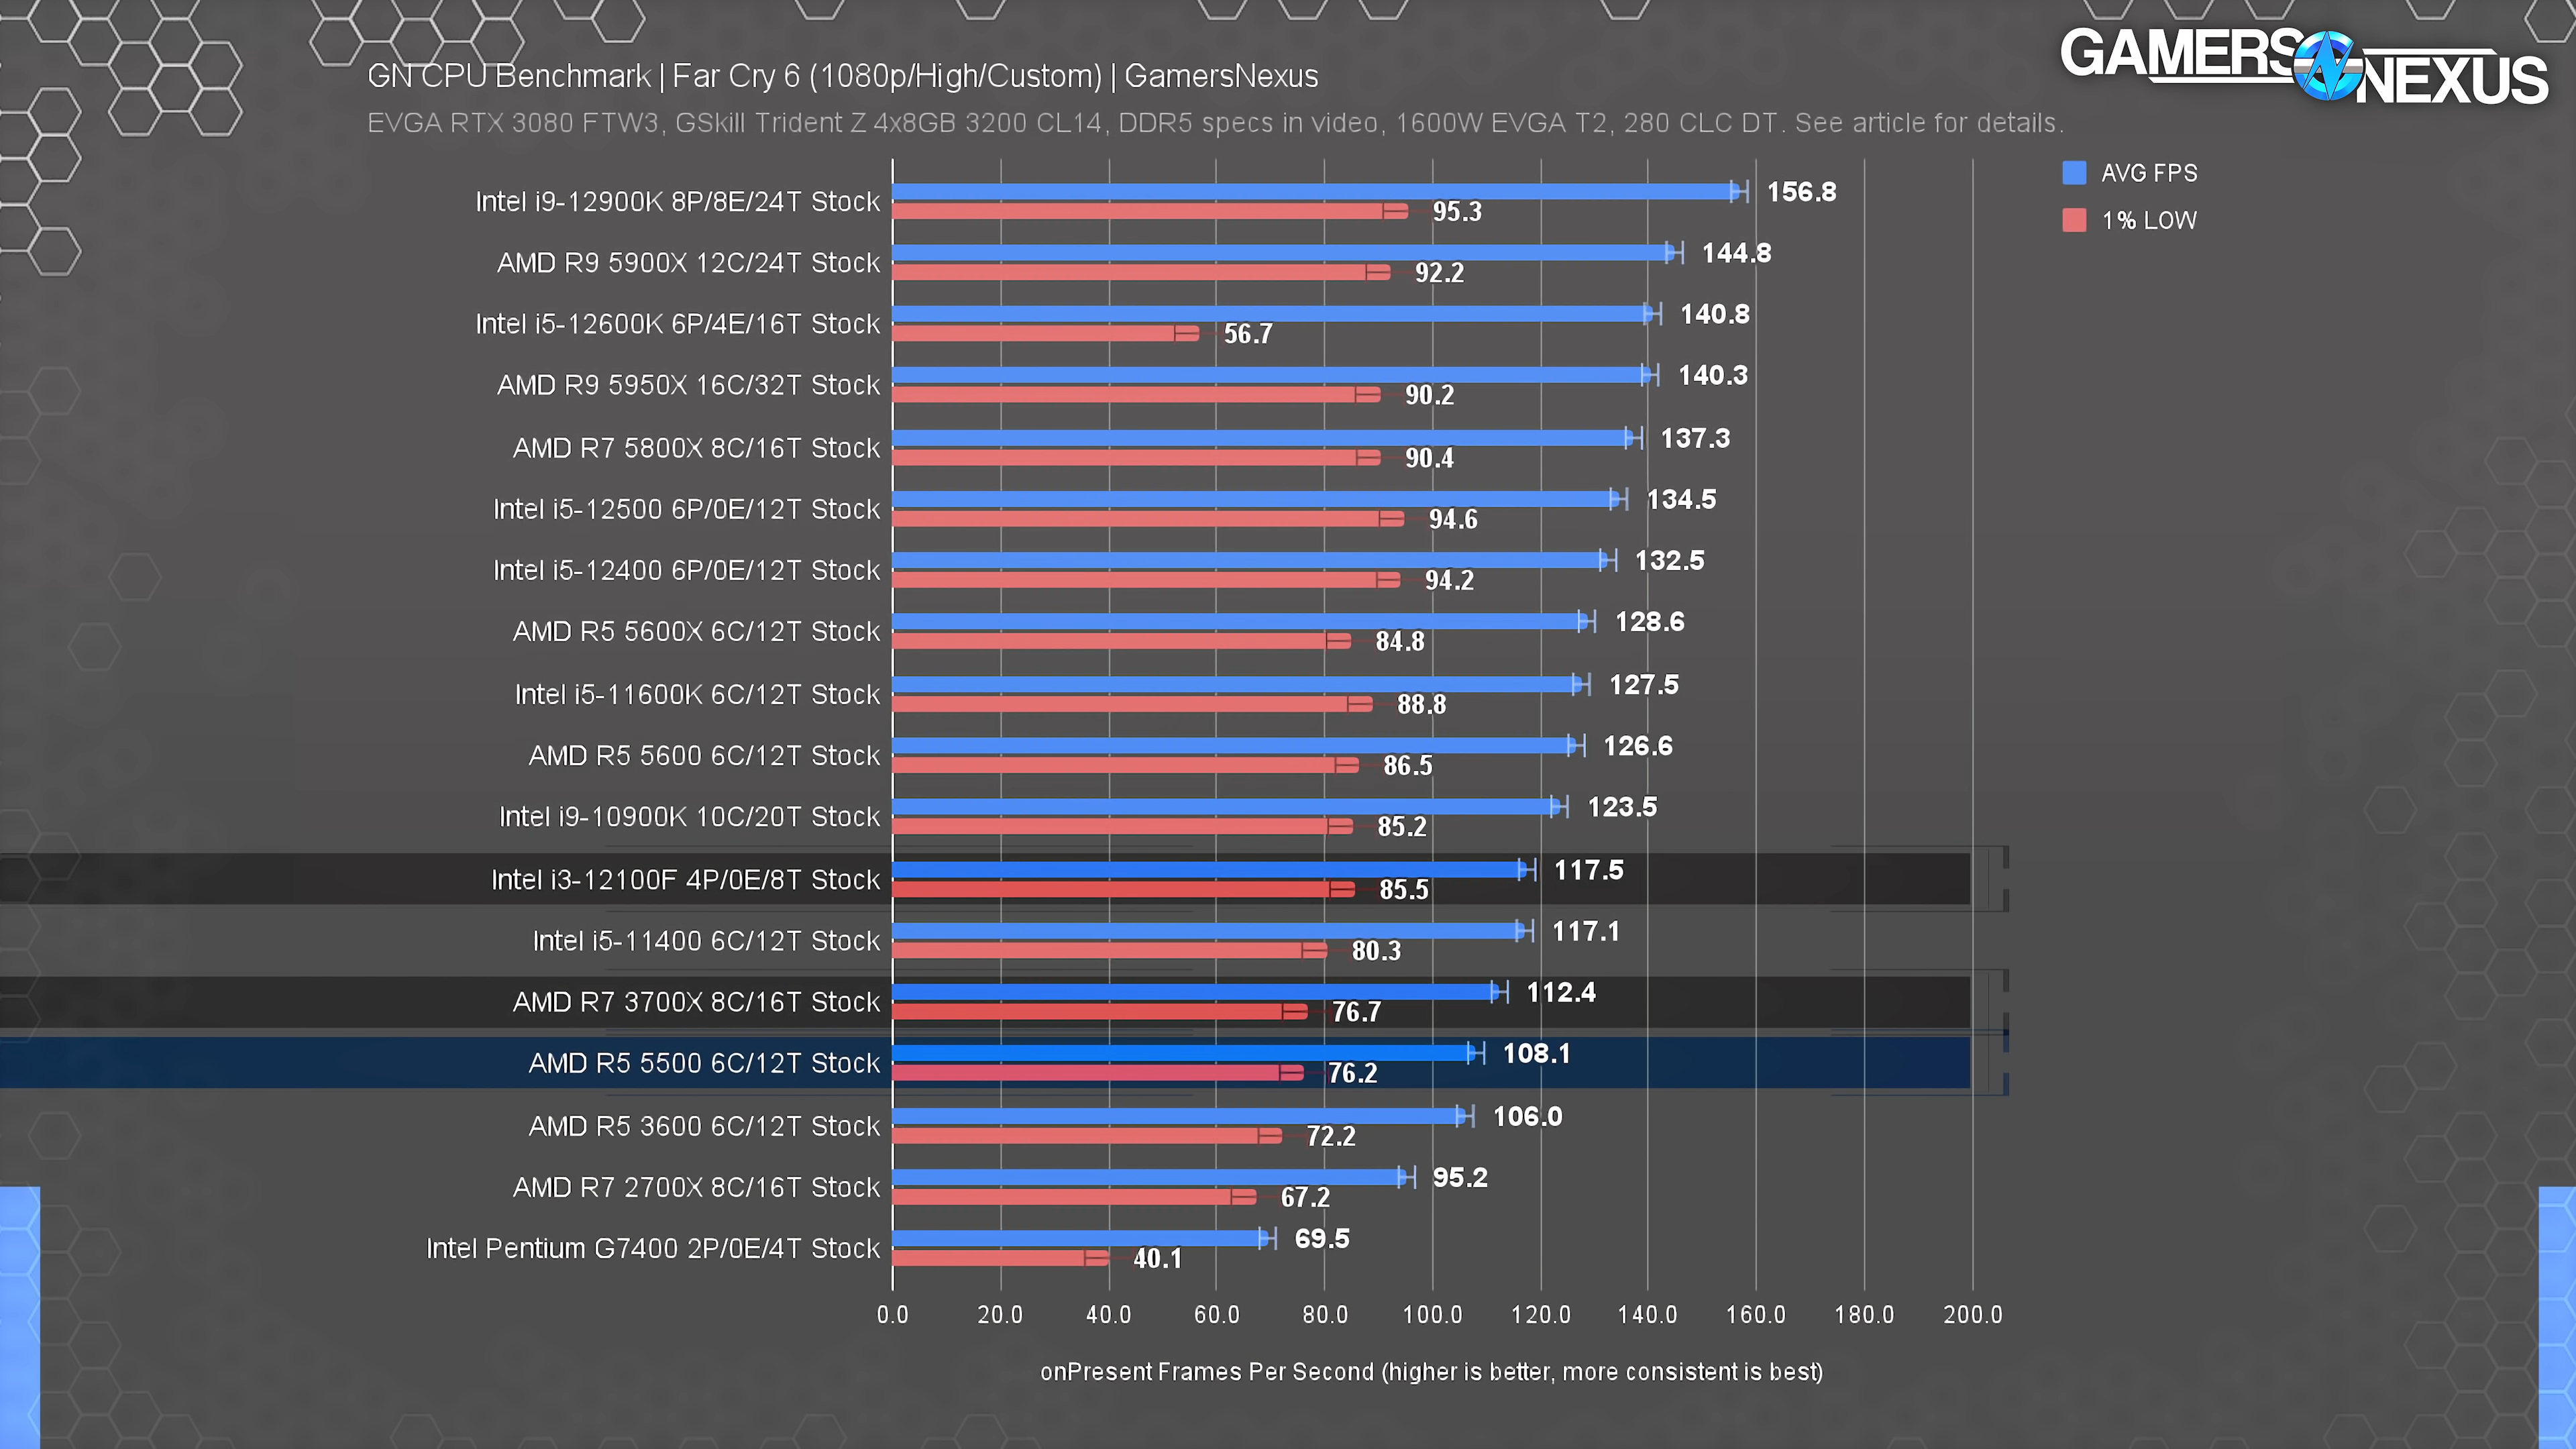 GAMERS NEXUS
GN CPU Benchmark | Far Cry 6 (1080p/High/Custom) | GamersNexus
EVGA RTX 3080 FTW3, GSkill Trident Z 4x8GB 3200 CL14, DDR5 specs in video, 1600W EVGA T2, 280 CLC DT. See article for details.
AVG FPS
1% LOW
Intel i9-12900K 8P/8E/24T Stock 156.8
95.3
AMD R9 5900X 12C/24T Stock 144.8
92.2
Intel i5-12600K 6P/4E/16T Stock 140.8
56.7
AMD R9 5950X 16C/32T Stock 140.3
90.2
AMD R7 5800X 8C/16T Stock 137.3
90.4
Intel i5-12500 6P/0E/12T Stock 134.5
94.6
Intel i5-12400 6P/0E/12T Stock 132.5
94.2
AMD R5 5600X 6C/12T Stock 128.6
84.8
Intel i5-11600K 6C/12T Stock 127.5
88.8
AMD R5 5600 6C/12T Stock 126.6
86.5
Intel i9-10900K 10C/20T Stock 123.5
85.2
Intel i3-12100F 4P/0E/8T Stock 117.5
85.5
Intel i5-11400 6C/12T Stock 117.1
80.3
AMD R7 3700X 8C/16T Stock 112.4
76.7
AMD R5 5500 6C/12T Stock 108.1
76.2
AMD R5 3600 6C/12T Stock 106.0
72.2
AMD R7 2700X 8C/16T Stock 95.2
67.2
Intel Pentium G7400 2P/0E/4T Stock 69.5
40.1
0.0 20.0 40.0 60.0 80.0 100.0 120.0 140.0 160.0 180.0 200.0
onPresent Frames Per Second (higher is better, more consistent is best)